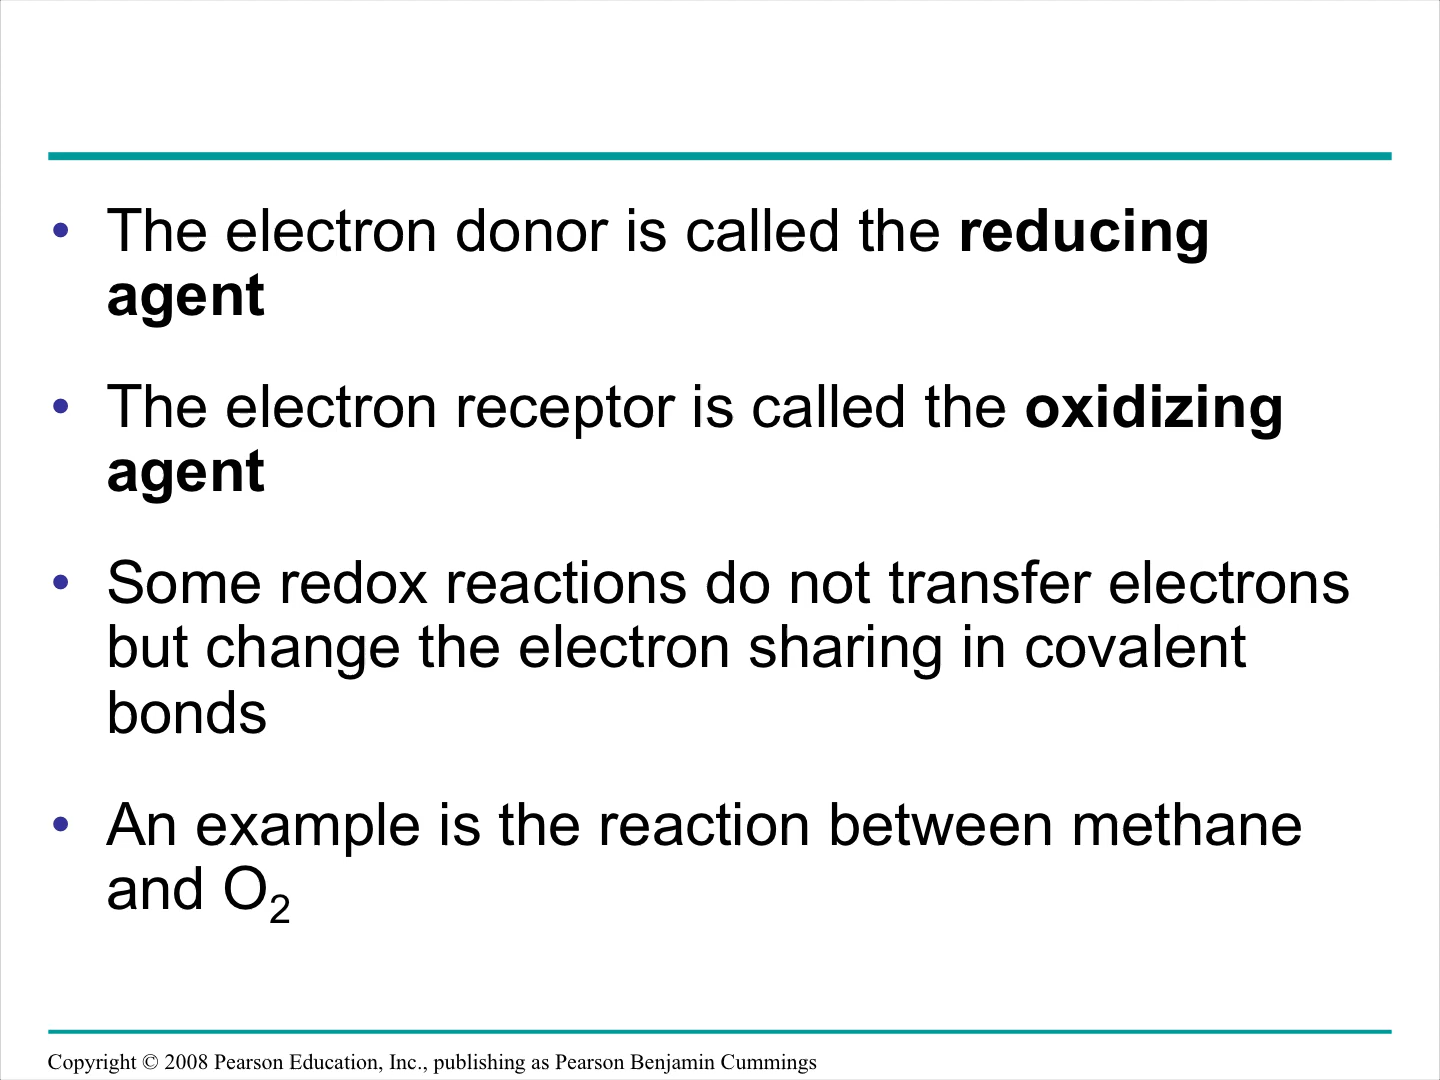 • The electron donor is called the reducing
agent
• The electron receptor is called the oxidizing
agent
• Some redox reactions do not transfer electrons
but change the electron sharing in covalent
bonds
• An example is the reaction between methane
and O₂
Copyright © 2008 Pearson Education, Inc., publishing as Pearson Benjamin Cummings